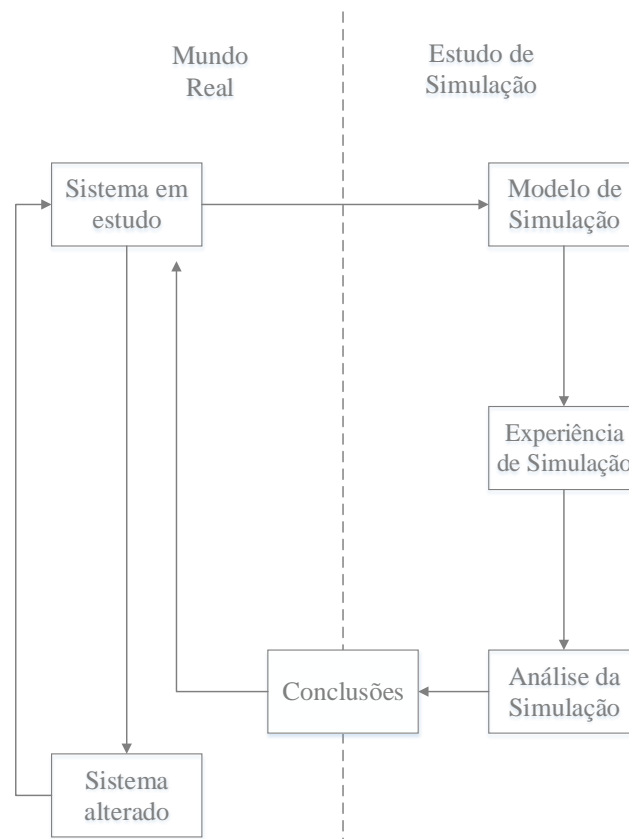 Mundo
Real
Estudo de
Simulação
Sistema em
estudo
Modelo de
Simulação
Experiência
de Simulação
Conclusões
Análise da
Simulação
Sistema
alterado